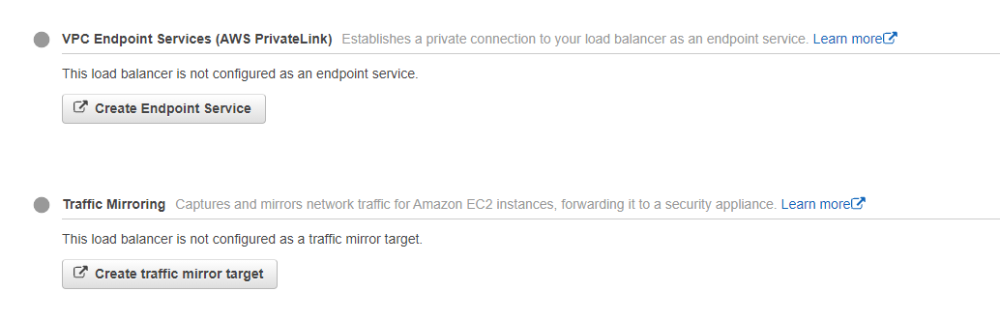 VPC Endpoint Services (AWS PrivateLink) Establishes a private connection to your load balancer as an endpoint service. Learn more
This load balancer is not configured as an endpoint service.
Create Endpoint Service
Traffic Mirroring Captures and mirrors network traffic for Amazon EC2 instances, forwarding it to a security appliance. Learn more
This load balancer is not configured as a traffic mirror target.
Create traffic mirror target